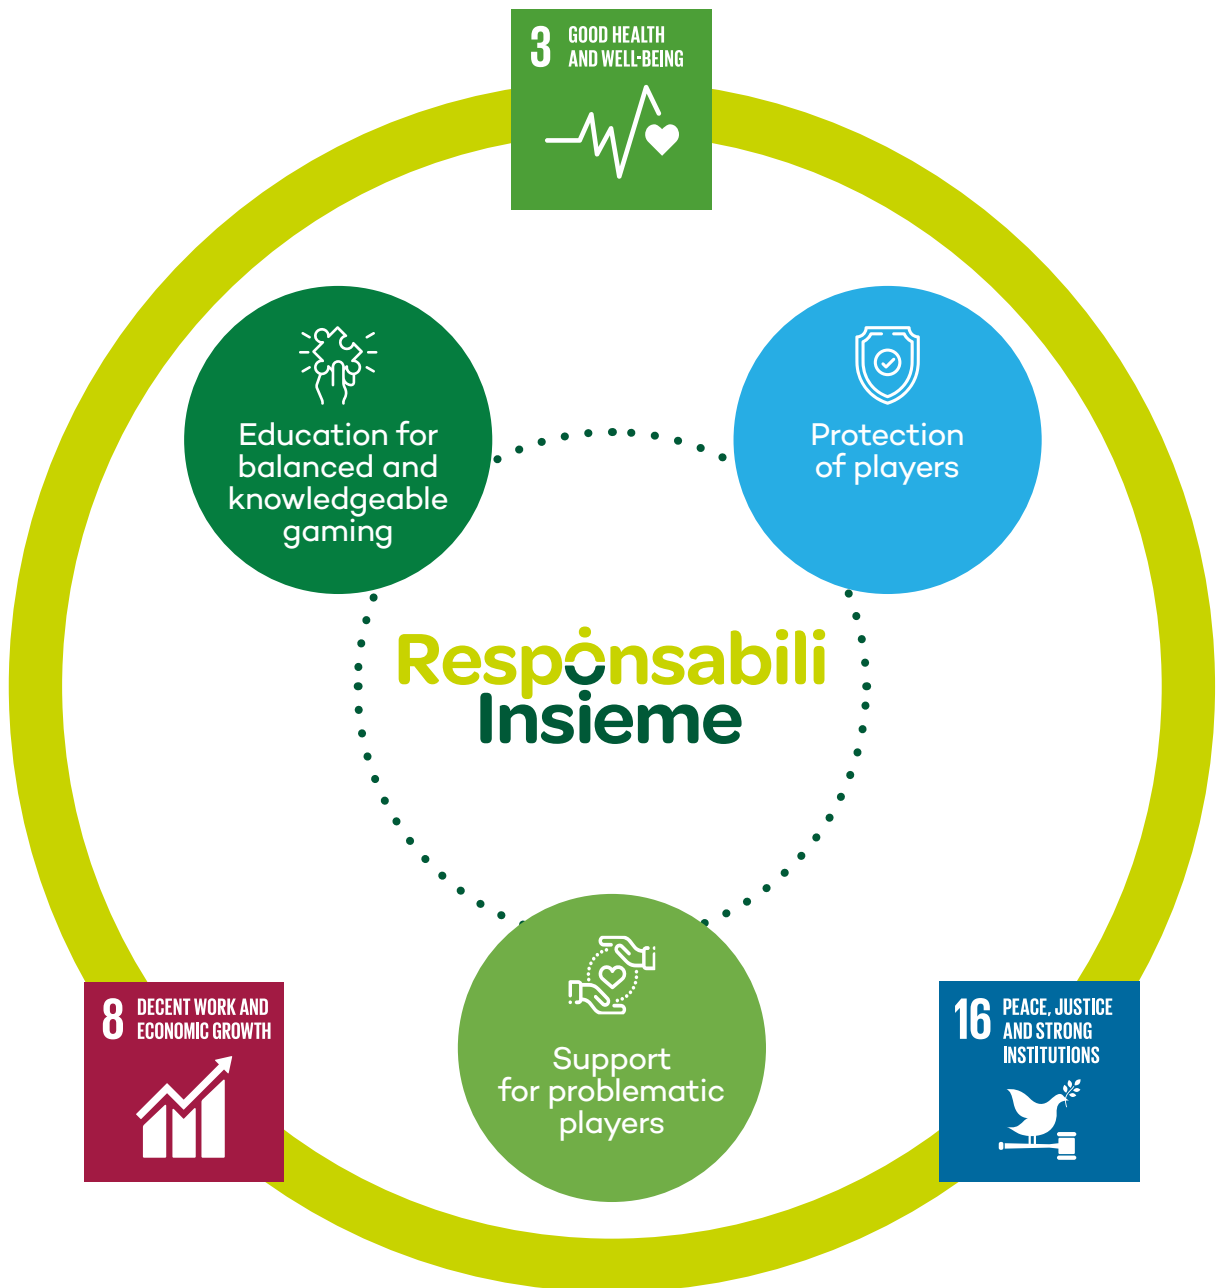 3
GOOD HEALTH
AND WELL-BEING
Education for
balanced and
knowledgeable
gaming
Protection
of players
Responsabili
Insieme
8
DECENT WORK AND
ECONOMIC GROWTH
Support
for problematic
players
16
PEACE, JUSTICE
AND STRONG
INSTITUTIONS